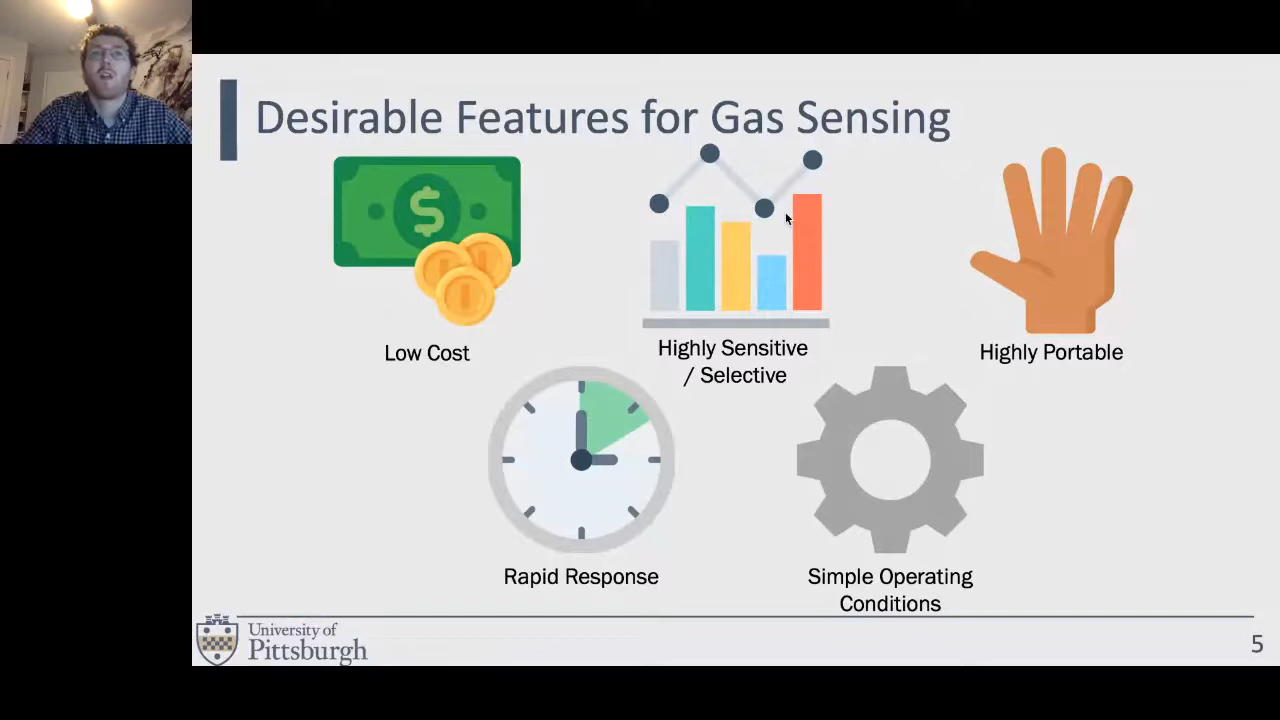 Desirable Features for Gas Sensing
$
Low Cost
Highly Sensitive
/ Selective
Highly Portable
Rapid Response
Simple Operating
Conditions
University of
Pittsburgh
5